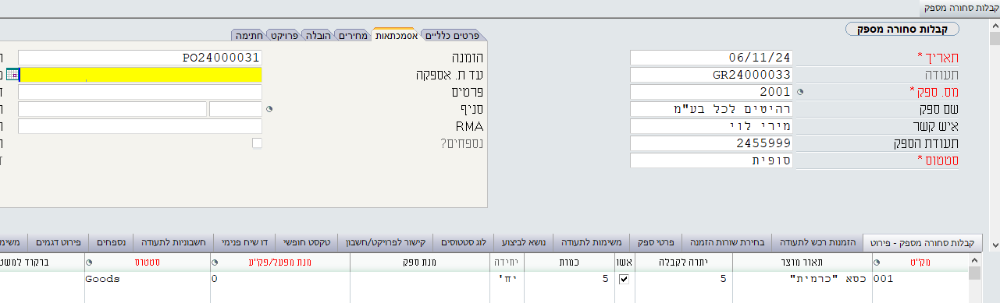 קבלות סחורה מספק
קבלות סחורה מספק
פרטים כלליים אסמכתאות מחירים הובלה פרויקט חתימה
תאריך * 06/11/24 הזמנה PO24000031
תעודה GR24000033 עד ת. אספקה
מס. ספק * 2001 פרטים
שם ספק רהיטים לכל בע"מ סניף
איש קשר מירי לוי RMA
תעודת הספק 2455999 נספחים?
סטטוס * סופית
קבלות סחורה מספק - פירוט הזמנות רכש לתעודה בחירת שורות הזמנה פרטי ספק משימות לתעודה נושא לביצוע לוג סטטוסים קישור לפרויקט/חשבון טקסט חופשי דו שיח פנימי חשבוניות לתעודה נספחים פירוט דגמים משימ
מק"ט תאור מוצר יתרה לקבלה אשו כמות יחידה מנת ספק מנת מפעל/פק"ע סטטוס ברקוד למשט
001 כסא "כרמית" 5 5 יח' 0 Goods